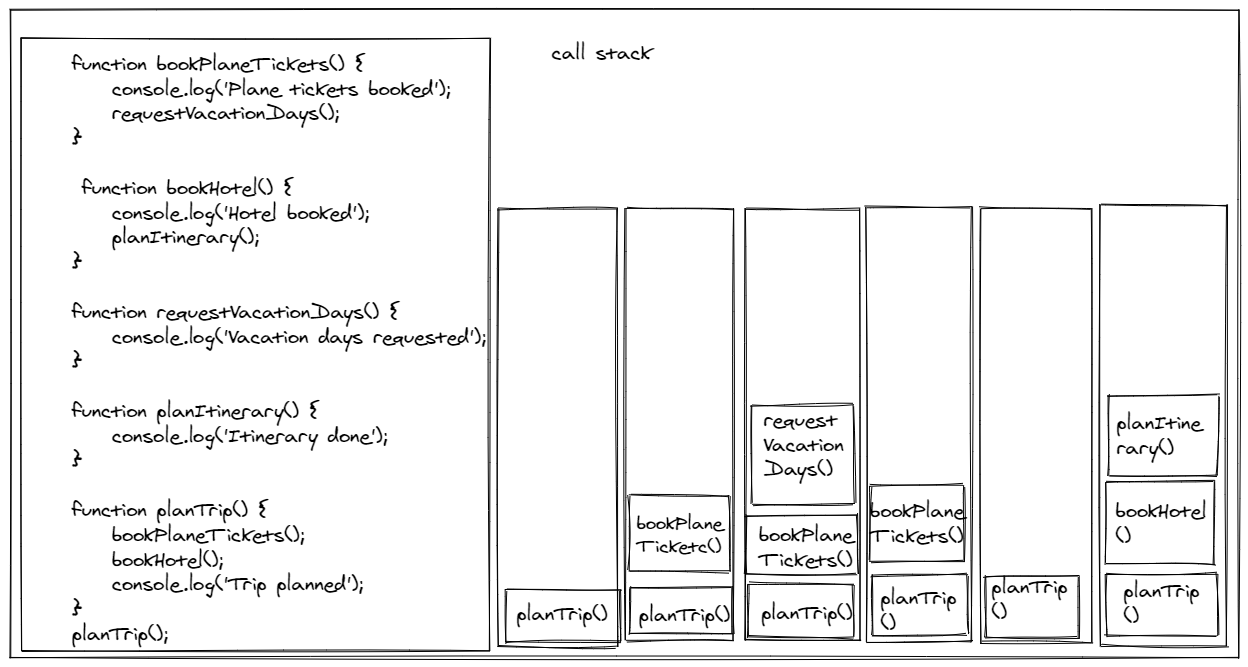 function bookPlaneTickets() {
console.log('Plane tickets booked');
requestVacationDays();
}
function bookHotel() {
console.log('Hotel booked');
planItinerary();
}
function requestVacationDays() {
console.log('Vacation days requested');
}
function planItinerary() {
console.log('Itinerary done');
}
function planTrip() {
bookPlaneTickets();
bookHotel();
console.log('Trip planned');
}
planTrip();
call stack
planTrip()
bookPlane
Ticketc()
planTrip()
request
Vacation
Days()
bookPlane
Tickets()
planTrip()
bookPlane
Tickets()
planTrip
()
planTrip
()
planItine
rary()
bookHotel
()
planTrip
()